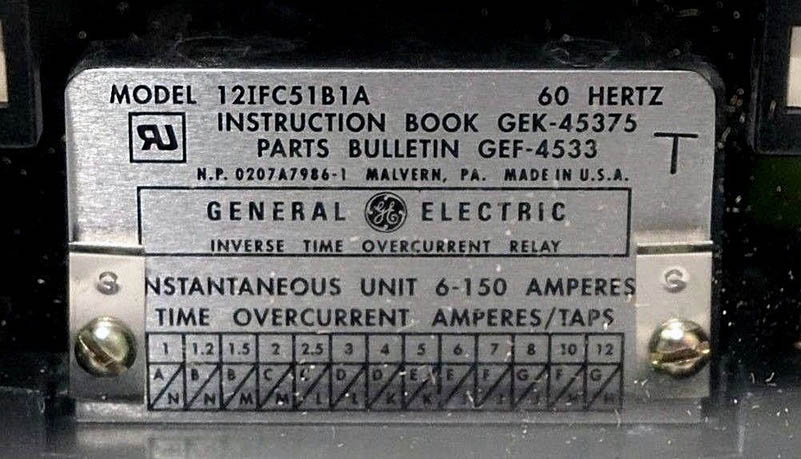 MODEL 12IFC51B1A 60 HERTZ
INSTRUCTION BOOK GEK-45375
PARTS BULLETIN GEF-4533
T
N.P. 0207A7986-1 MALVERN, PA. MADE IN U.S.A.
GENERAL GE ELECTRIC
INVERSE TIME OVERCURRENT RELAY
NSTANTANEOUS UNIT 6-150 AMPERES
TIME OVERCURRENT AMPERES/TAPS
1 1.2 1.5 2 2.5 3 4 5 6 7 8 10 12